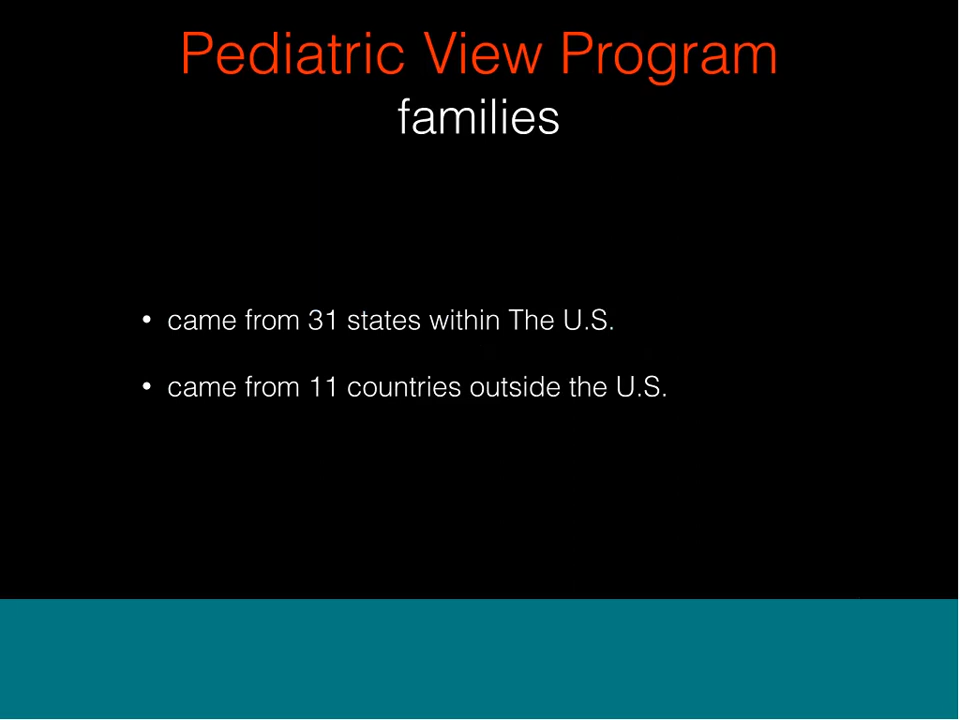 Pediatric View Program
families
• came from 31 states within The U.S.
• came from 11 countries outside the U.S.